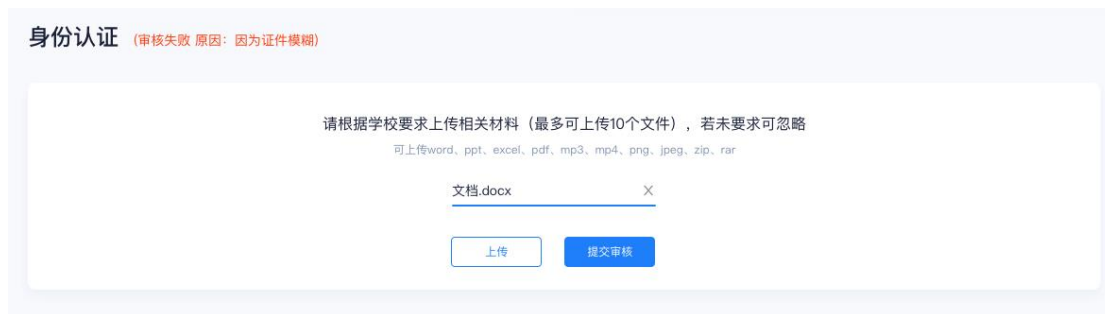 身份认证 (审核失败 原因：因为证件模糊)
请根据学校要求上传相关材料（最多可上传10个文件），若未要求可忽略
可上传word、ppt、excel、pdf、mp3、mp4、png、jpeg、zip、rar
文档.docx
上传 提交审核